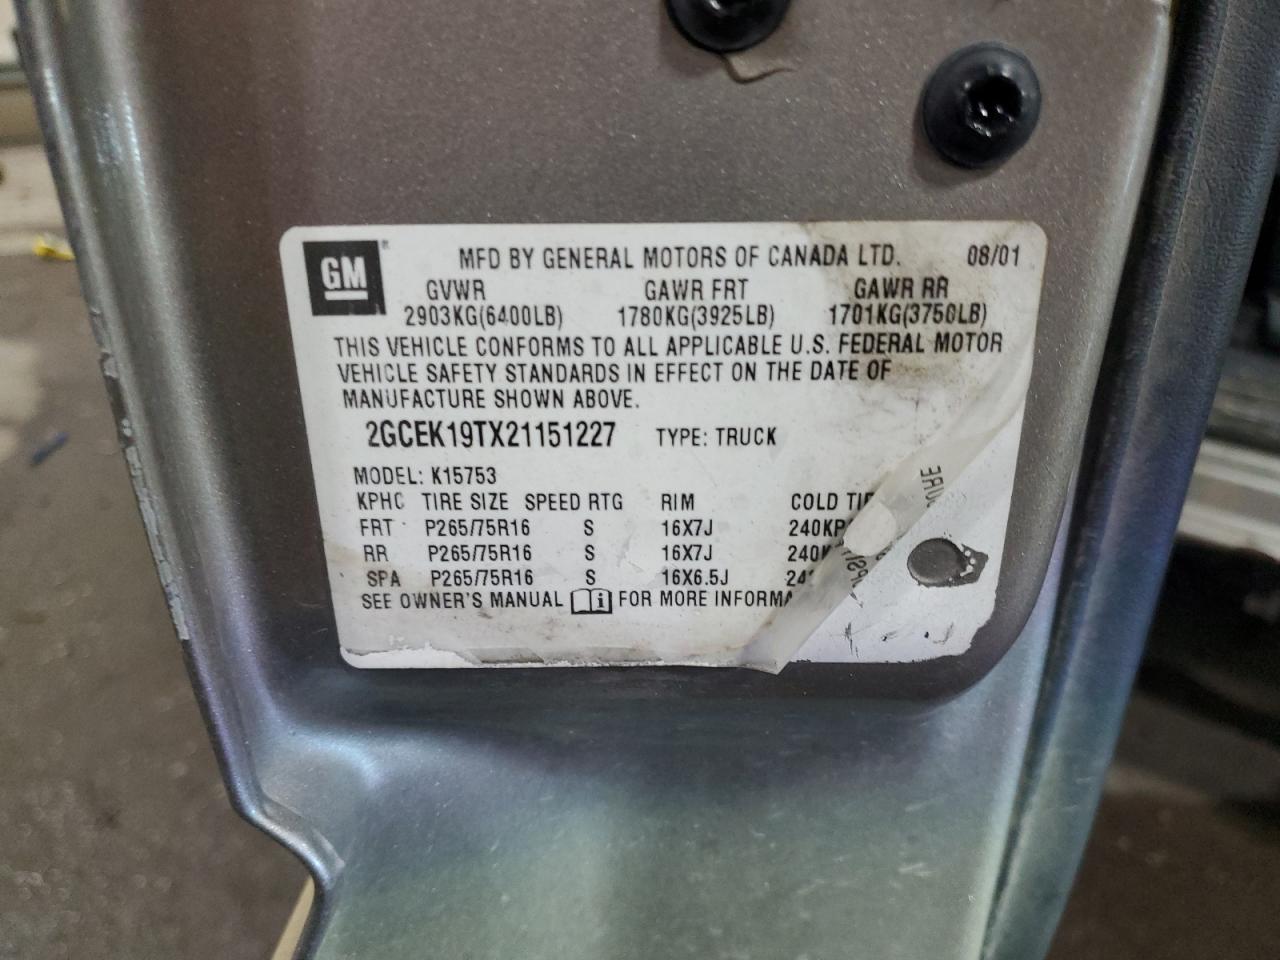 GM ® MFD BY GENERAL MOTORS OF CANADA LTD. 08/01
GVWR GAWR FRT GAWR RR
2903KG(6400LB) 1780KG(3925LB) 1701KG(3750LB)
THIS VEHICLE CONFORMS TO ALL APPLICABLE U.S. FEDERAL MOTOR
VEHICLE SAFETY STANDARDS IN EFFECT ON THE DATE OF
MANUFACTURE SHOWN ABOVE.
2GCEK19TX21151227 TYPE: TRUCK
MODEL: K15753
KPHC TIRE SIZE SPEED RTG RIM COLD
FRT P265/75R16 S 16X7J
RR P265/75R16 S 16X7J
SPA P265/75R16 S 16X6.5J
SEE OWNER'S MANUAL FOR MORE